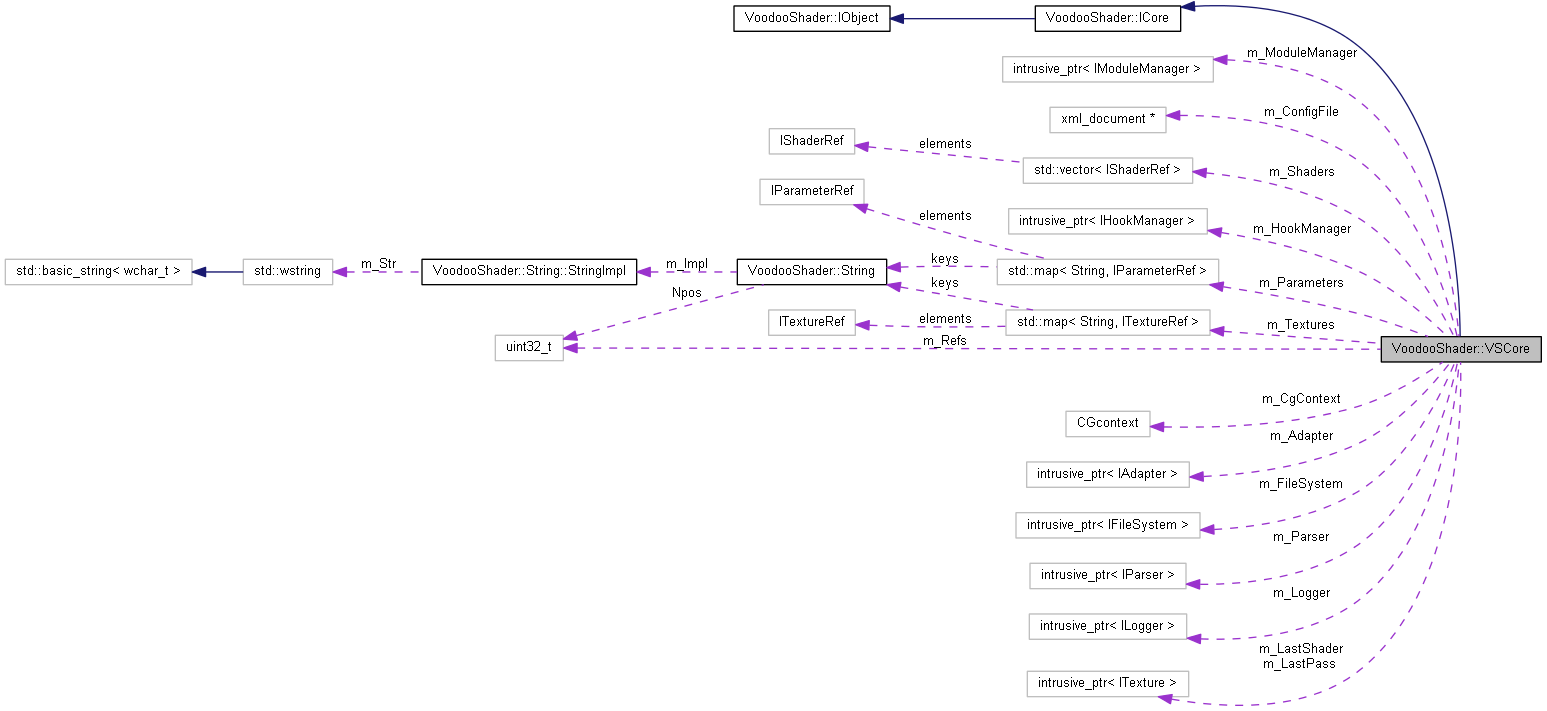 VoodooShader::IObject
VoodooShader::ICore
m_ModuleManager
intrusive_ptr< IModuleManager >
m_ConfigFile
xml_document *
IShaderRef
elements
std::vector< IShaderRef >
m_Shaders
IParameterRef
elements
intrusive_ptr< IHookManager >
m_HookManager
std::basic_string< wchar_t >
std::wstring
m_Str
VoodooShader::String::StringImpl
m_Impl
VoodooShader::String
keys
std::map< String, IParameterRef >
m_Parameters
keys
Npos
ITextureRef
elements
std::map< String, ITextureRef >
m_Textures
uint32_t
m_Refs
VoodooShader::VSCore
m_CgContext
CGcontext
m_Adapter
intrusive_ptr< IAdapter >
m_FileSystem
intrusive_ptr< IFileSystem >
m_Parser
intrusive_ptr< IParser >
m_Logger
intrusive_ptr< ILogger >
m_LastShader
m_LastPass
intrusive_ptr< ITexture >